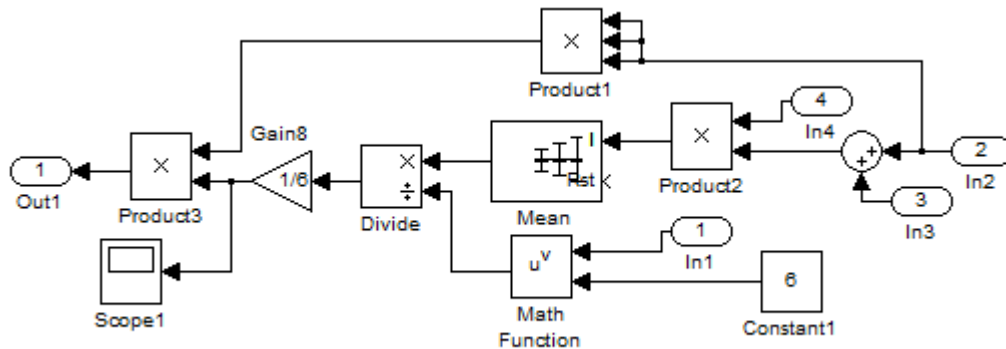 ×
Product1
4
In4
Gain8
1
Out1
×
Product3
1/6
×
÷
Divide
I
Rst
Mean
×
Product2
+
+
2
In2
3
In3
1
In1
uv
Math
Function
6
Constant1
Scope1